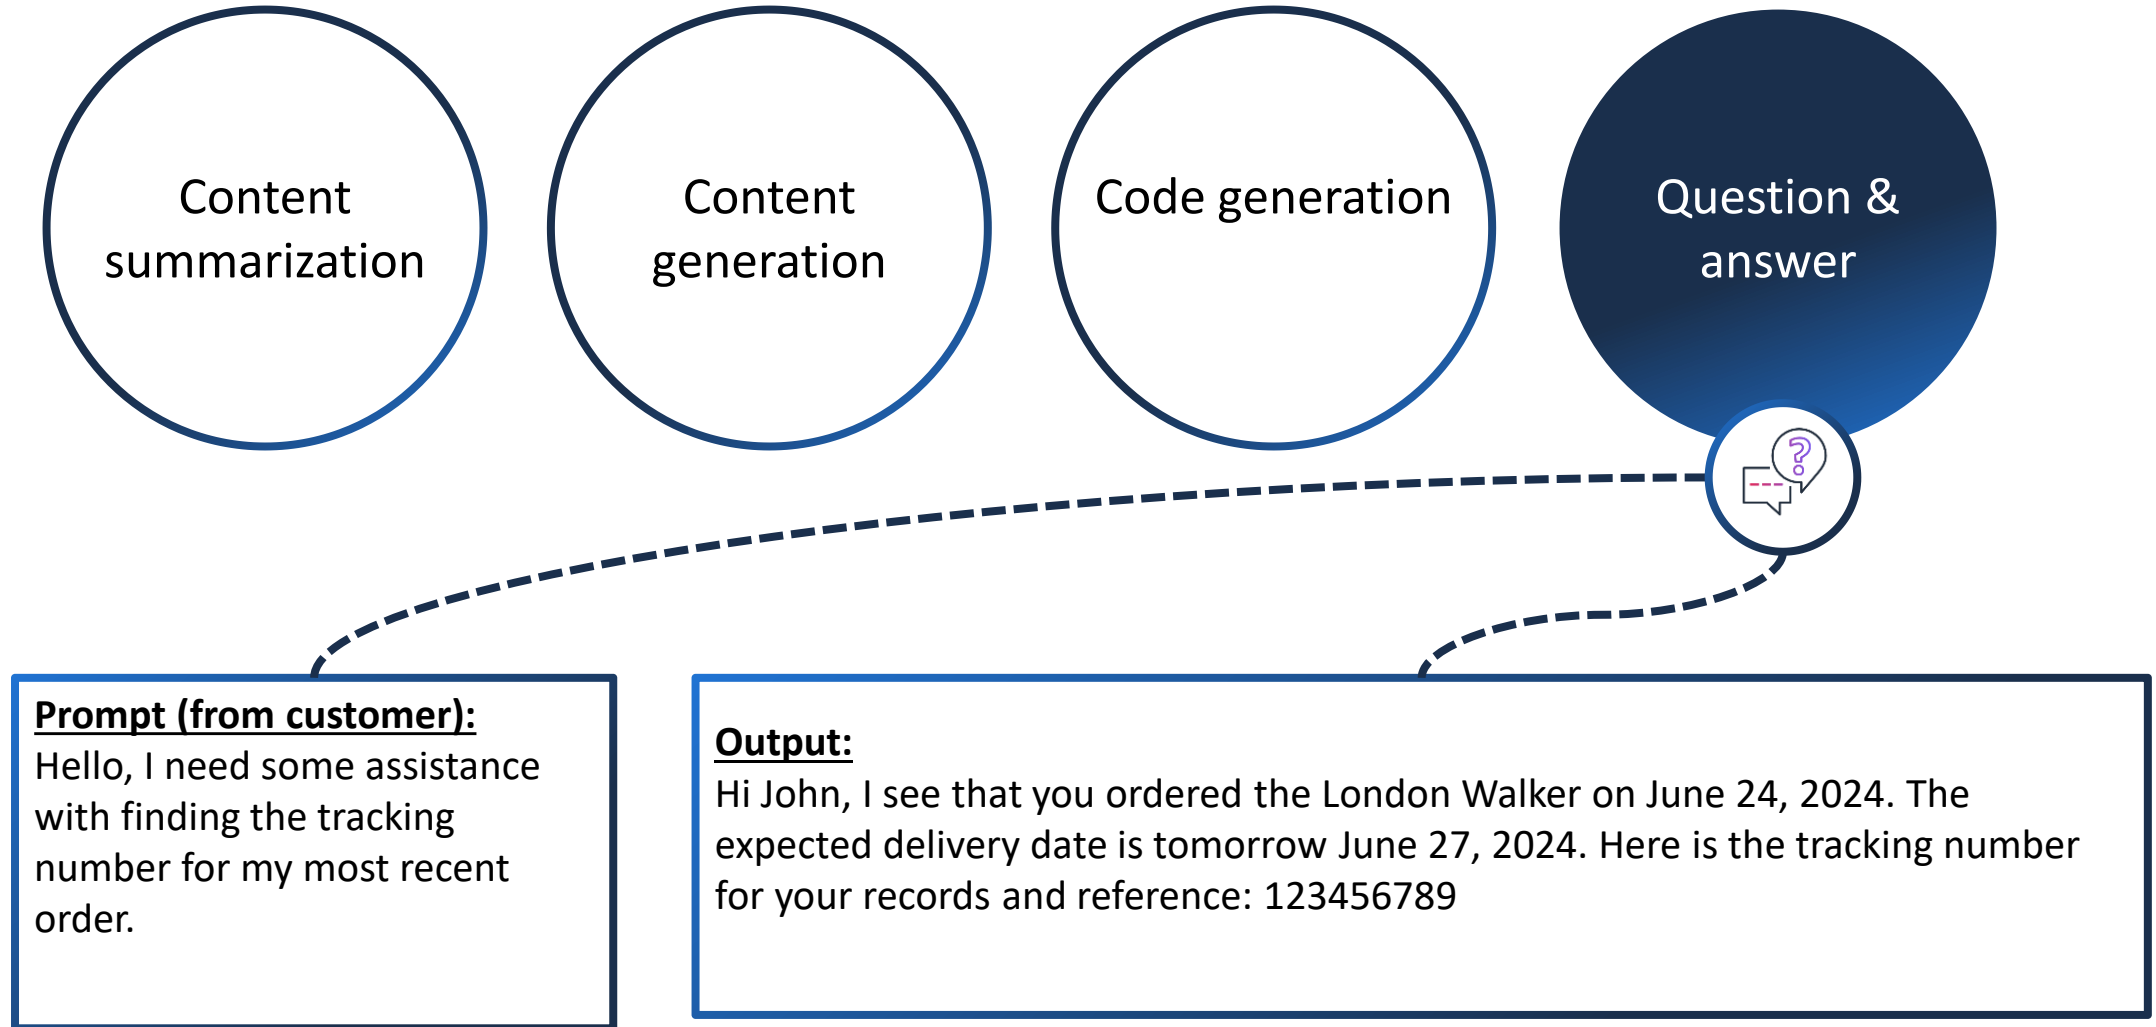 Content
summarization
Content
generation
Code generation
Question &
answer
?
Prompt (from customer):
Hello, I need some assistance
with finding the tracking
number for my most recent
order.
Output:
Hi John, I see that you ordered the London Walker on June 24, 2024. The
expected delivery date is tomorrow June 27, 2024. Here is the tracking number
for your records and reference: 123456789